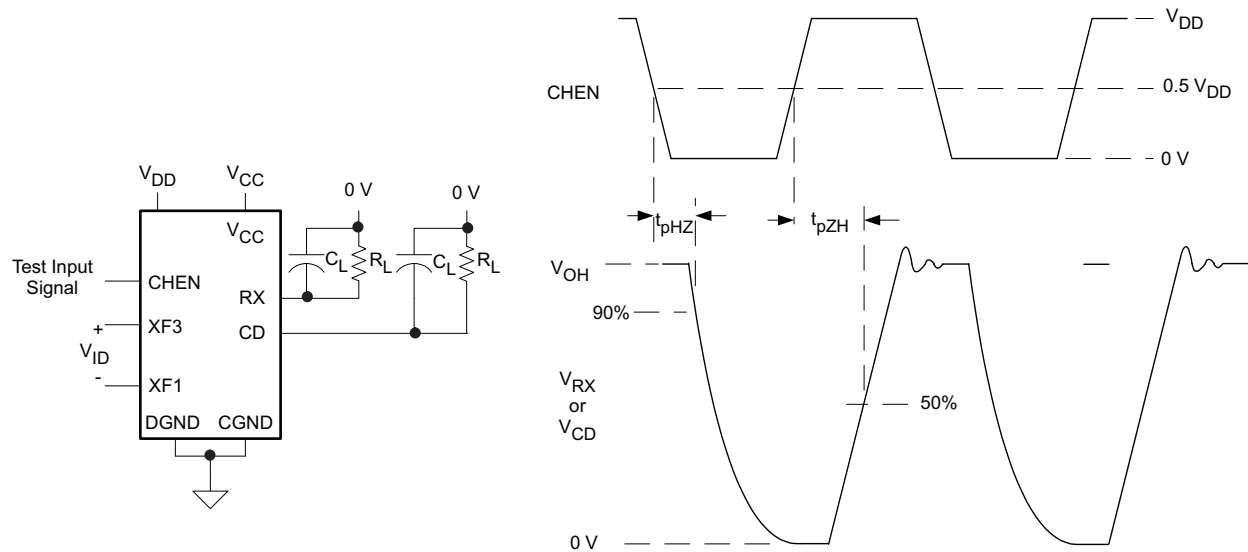 V_DD
V_CC
0 V
0 V
V_CC
Test Input
Signal
CHEN
C_L
R_L
C_L
R_L
RX
XF3
+
V_ID
-
XF1
CD
DGND
CGND
CHEN
V_DD
0.5 V_DD
0 V
t_pHZ
t_pZH
V_OH
90%
V_RX
or
V_CD
50%
0 V